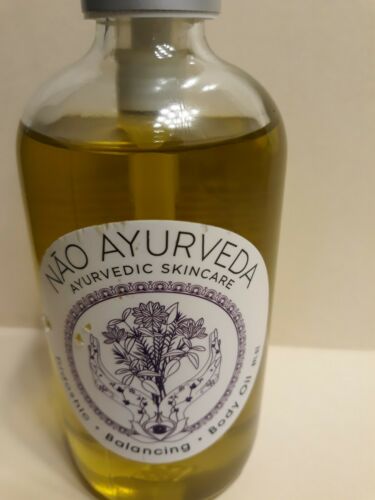 NÃO AYURVEDA
AYURVEDIC SKINCARE
Tridoshic • Balancing • Body Oil